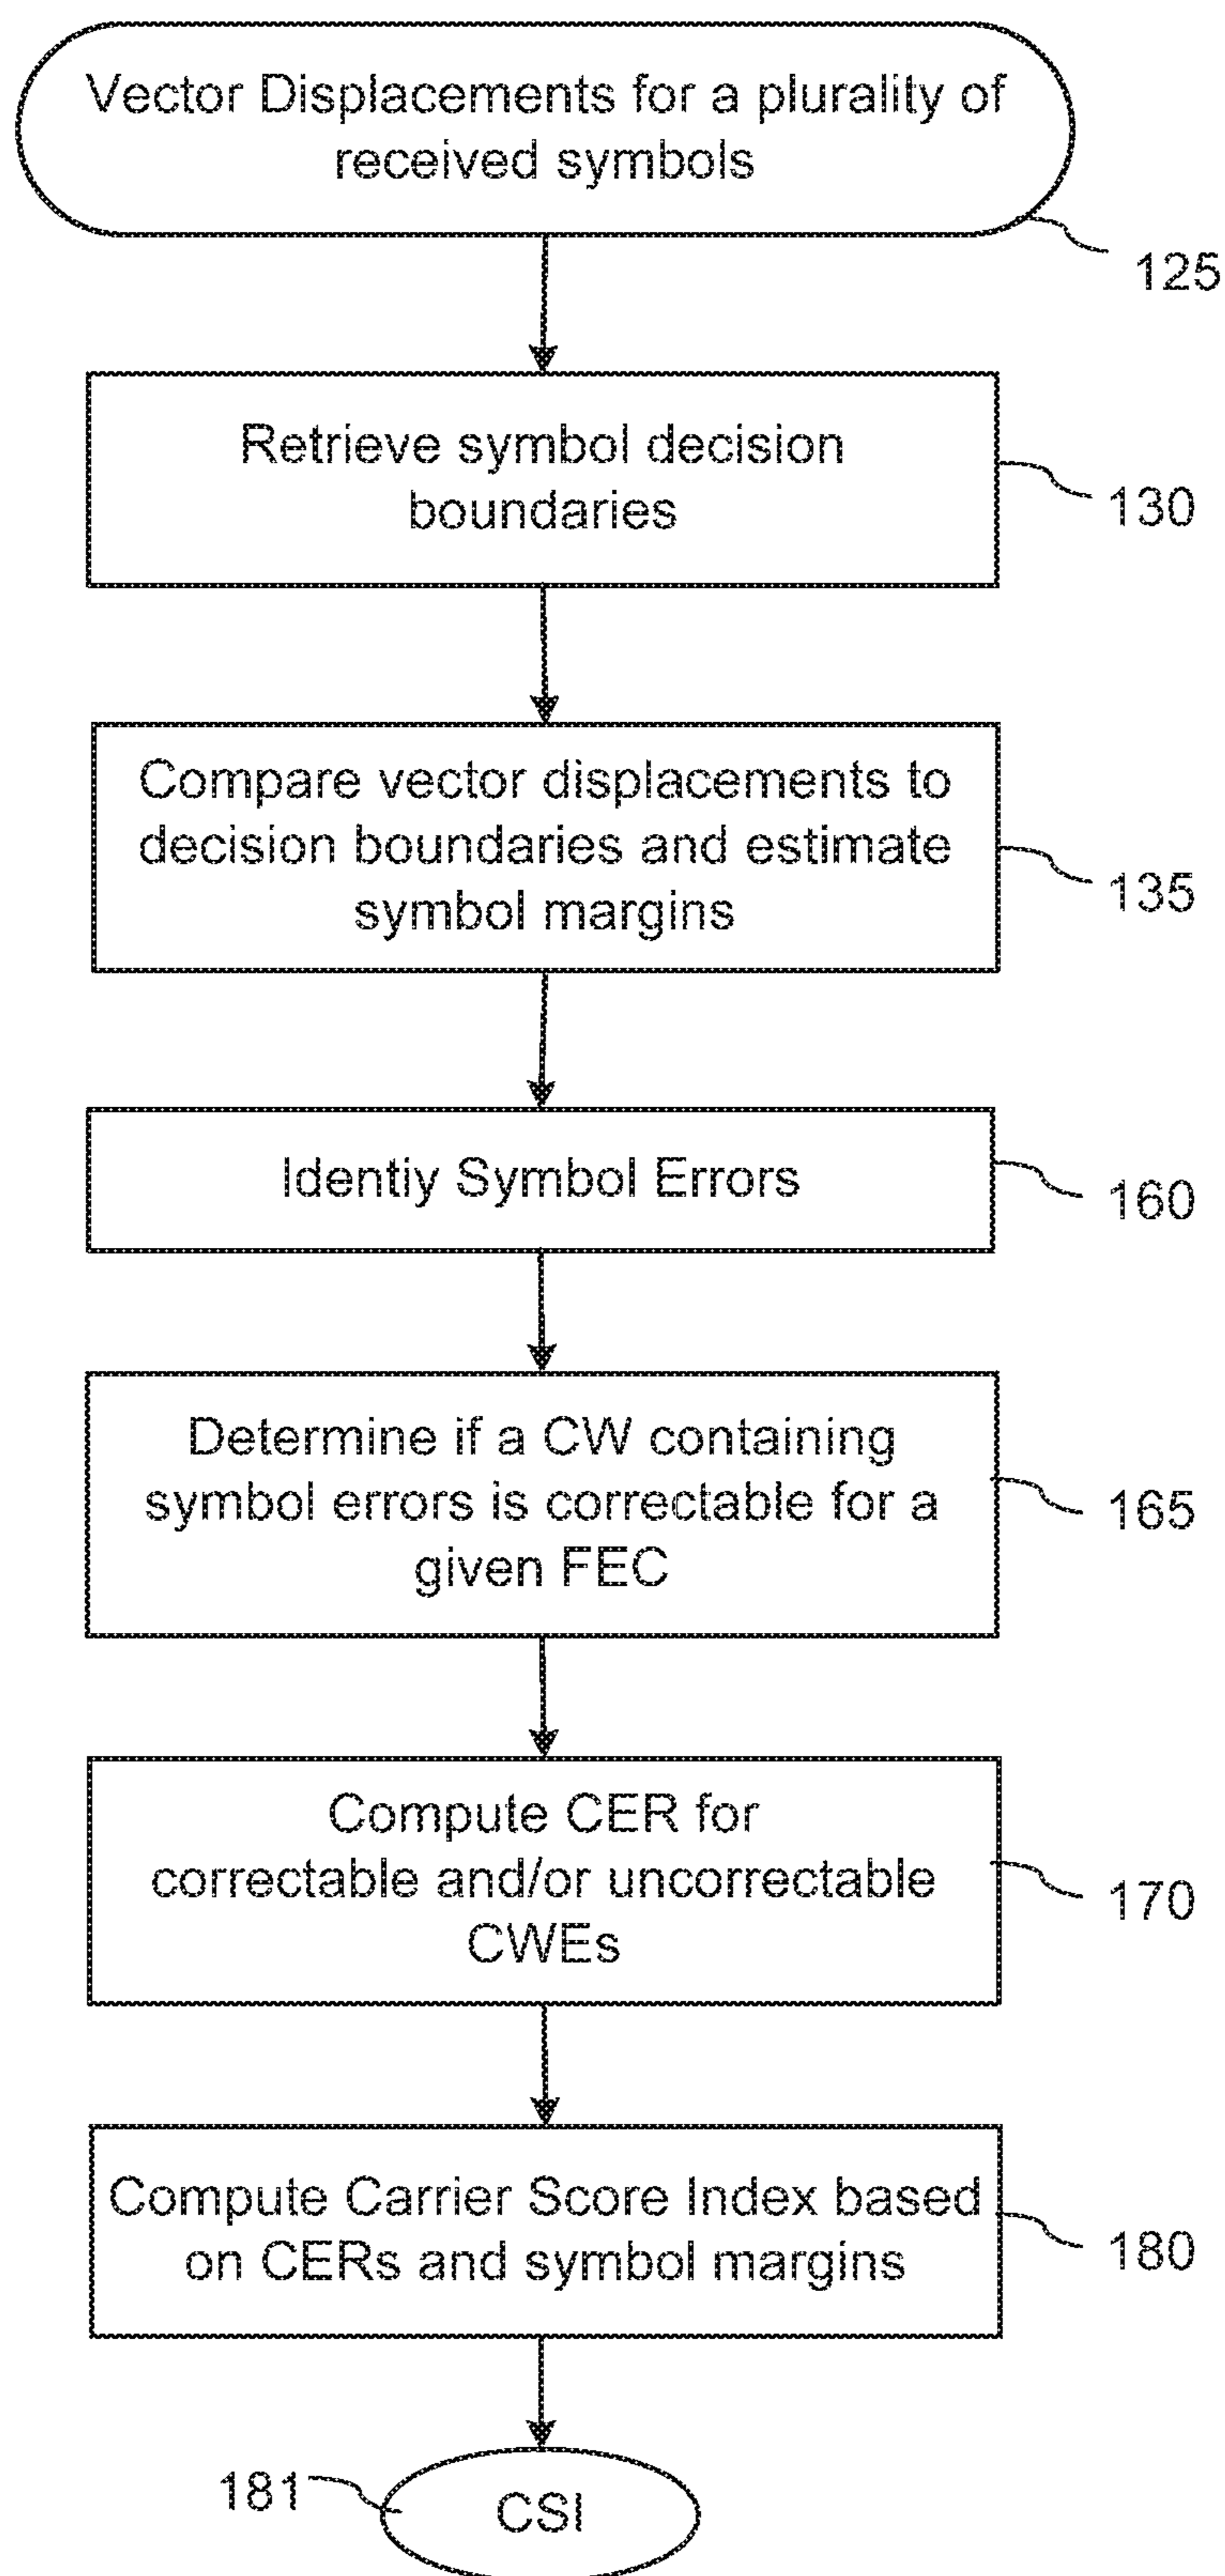 Vector Displacements for a plurality of
received symbols
125
Retrieve symbol decision
boundaries
130
Compare vector displacements to
decision boundaries and estimate
symbol margins
135
Identiy Symbol Errors
160
Determine if a CW containing
symbol errors is correctable for a
given FEC
165
Compute CER for
correctable and/or uncorrectable
CWEs
170
Compute Carrier Score Index based
on CERs and symbol margins
180
181
CSI